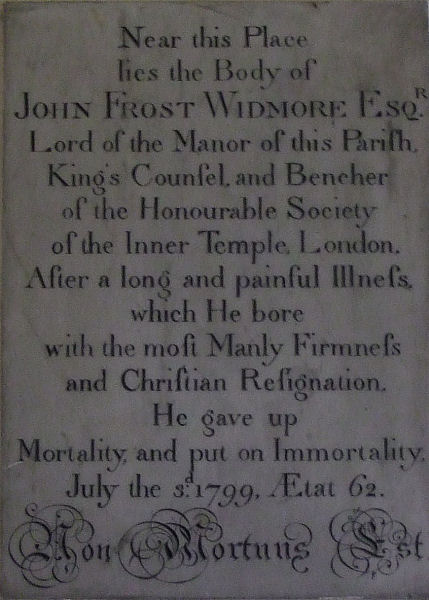 Near this Place
lies the Body of
JOHN FROST WIDMORE ESQ.R
Lord of the Manor of this Pariſh,
King's Counſel, and Bencher
of the Honourable Society
of the Inner Temple, London.
After a long and painful Illneſs,
which He bore
with the moſt Manly Firmneſs
and Chriſtian Reſignation.
He gave up
Mortality, and put on Immortality,
July the 3.d 1799, Ætat 62.
Non Mortuus Est